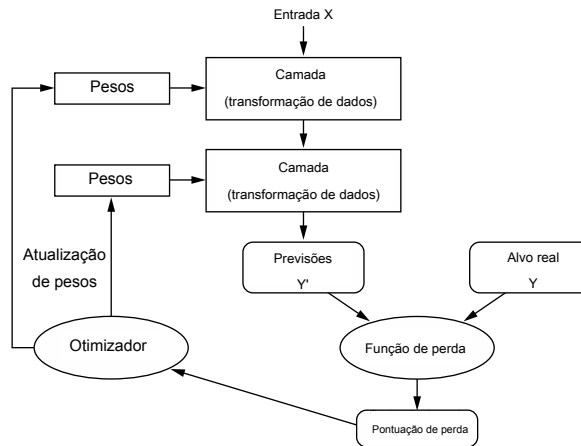 Entrada X
Pesos
Camada
(transformação de dados)
Pesos
Camada
(transformação de dados)
Atualização
de pesos
Previsões
Y'
Alvo real
Y
Otimizador
Função de perda
Pontuação de perda